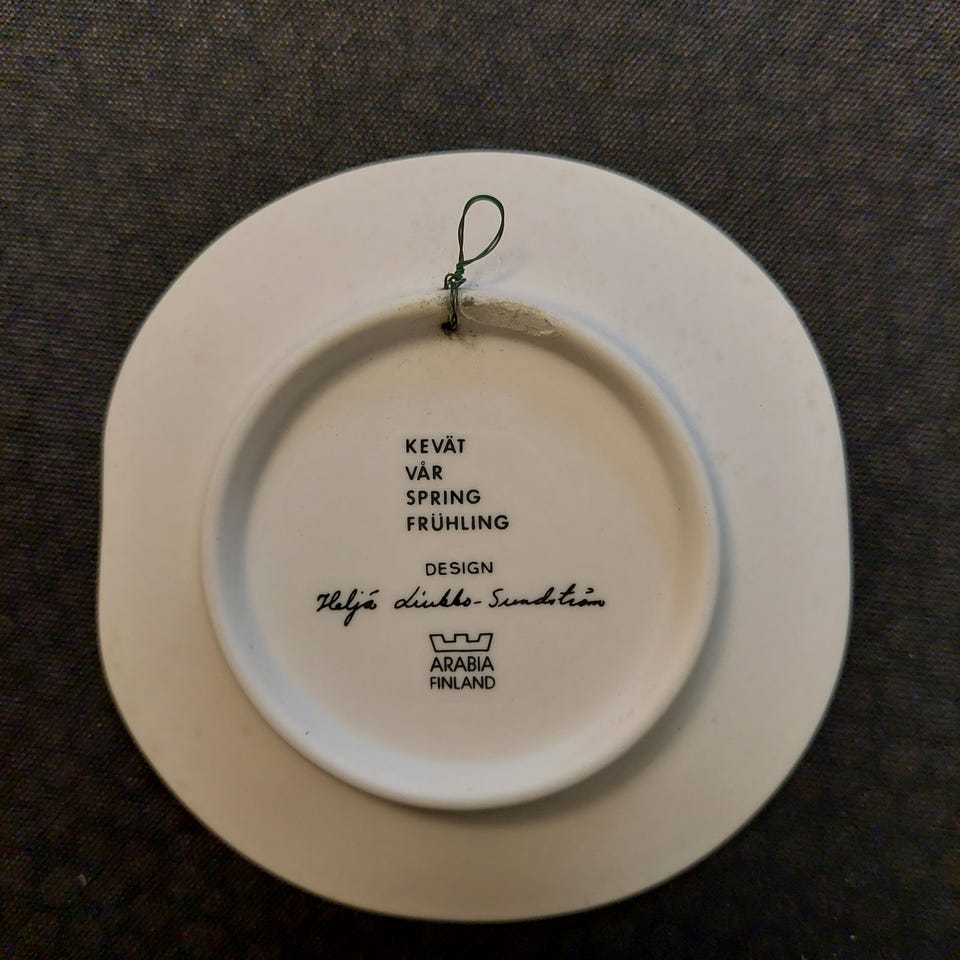 KEVÄT
VÅR
SPRING
FRÜHLING
DESIGN
Heljä Liukko-Sundström
ARABIA
FINLAND